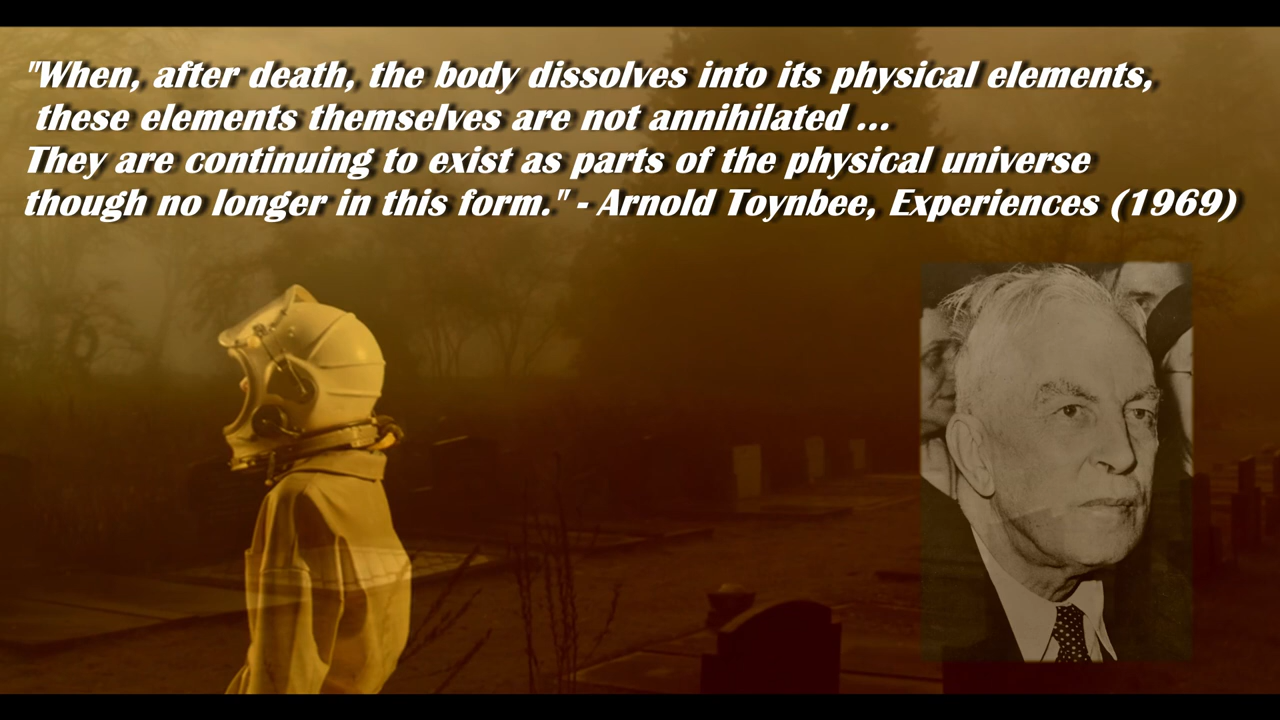 "When, after death, the body dissolves into its physical elements,
these elements themselves are not annihilated ...
They are continuing to exist as parts of the physical universe
though no longer in this form." - Arnold Toynbee, Experiences (1969)